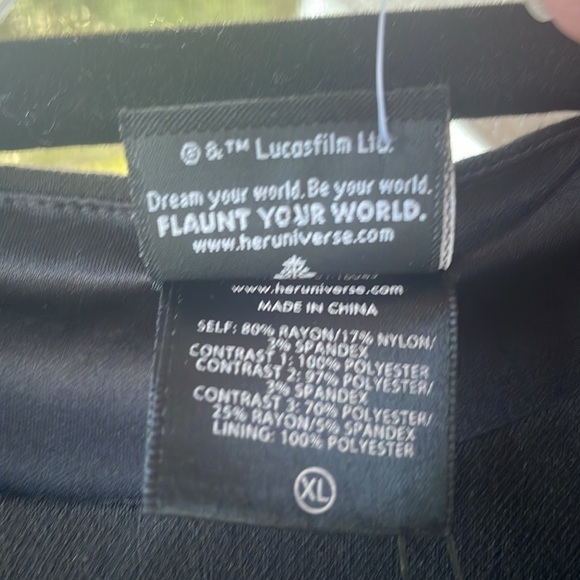 © &™ Lucasfilm Ltd.
Dream your world. Be your world.
FLAUNT YOUR WORLD.
www.heruniverse.com
www.heruniverse.com
MADE IN CHINA
SELF: 80% RAYON/17% NYLON/
3% SPANDEX
CONTRAST 1: 100% POLYESTER
CONTRAST 2: 97% POLYESTER/
3% SPANDEX
CONTRAST 3: 70% POLYESTER/
25% RAYON/5% SPANDEX
LINING: 100% POLYESTER
XL